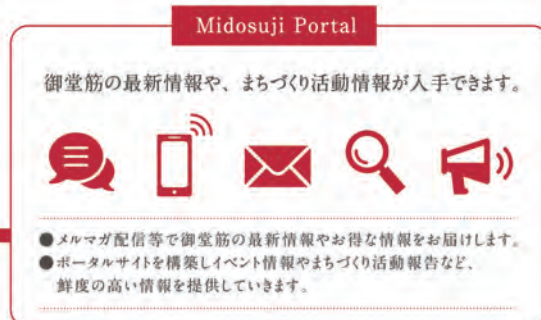 Midosuji Portal
御堂筋の最新情報や、まちづくり活動情報が入手できます。
●メルマガ配信等で御堂筋の最新情報やお得な情報をお届けします。
●ポータルサイトを構築しイベント情報やまちづくり活動報告など、
鮮度の高い情報を提供していきます。